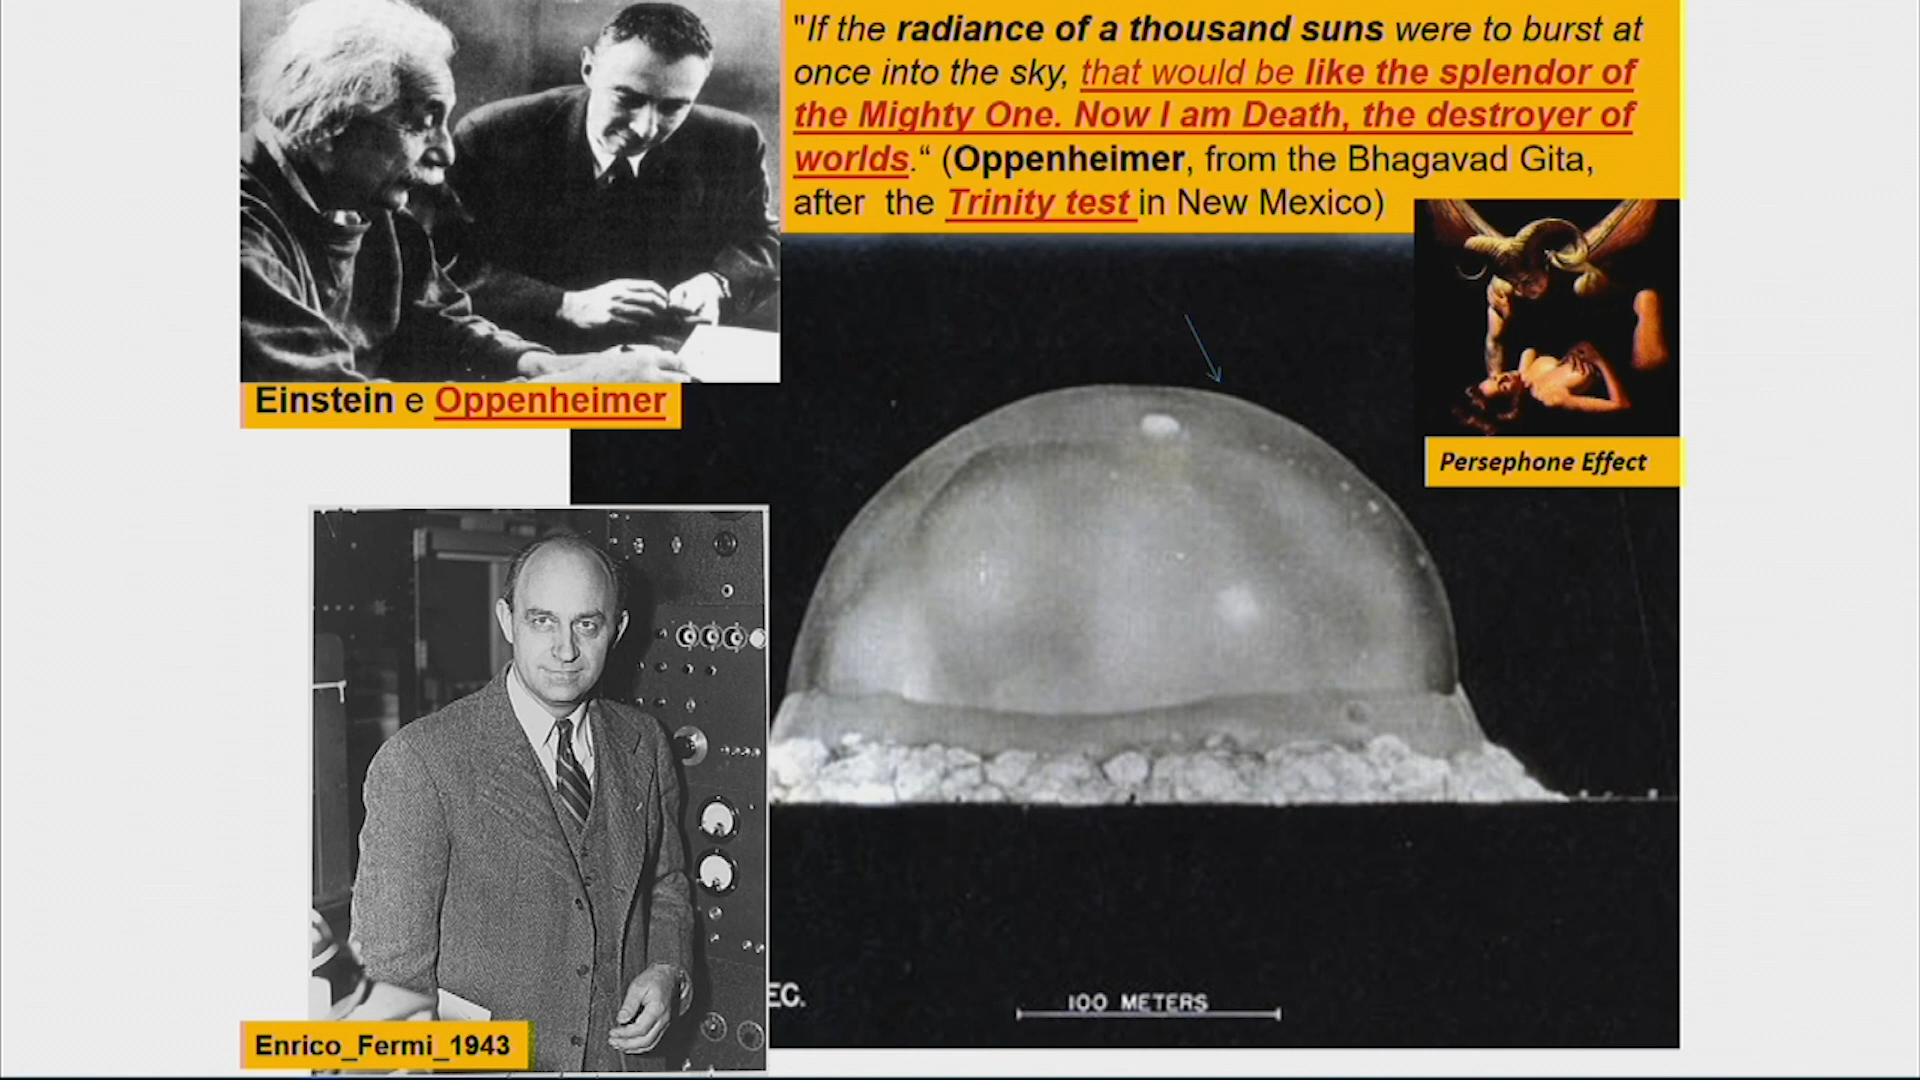 "If the radiance of a thousand suns were to burst at
once into the sky, that would be like the splendor of
the Mighty One. Now I am Death, the destroyer of
worlds.“ (Oppenheimer, from the Bhagavad Gita,
after the Trinity test in New Mexico)
Einstein e Oppenheimer
Persephone Effect
EC.
100 METERS
Enrico_Fermi_1943